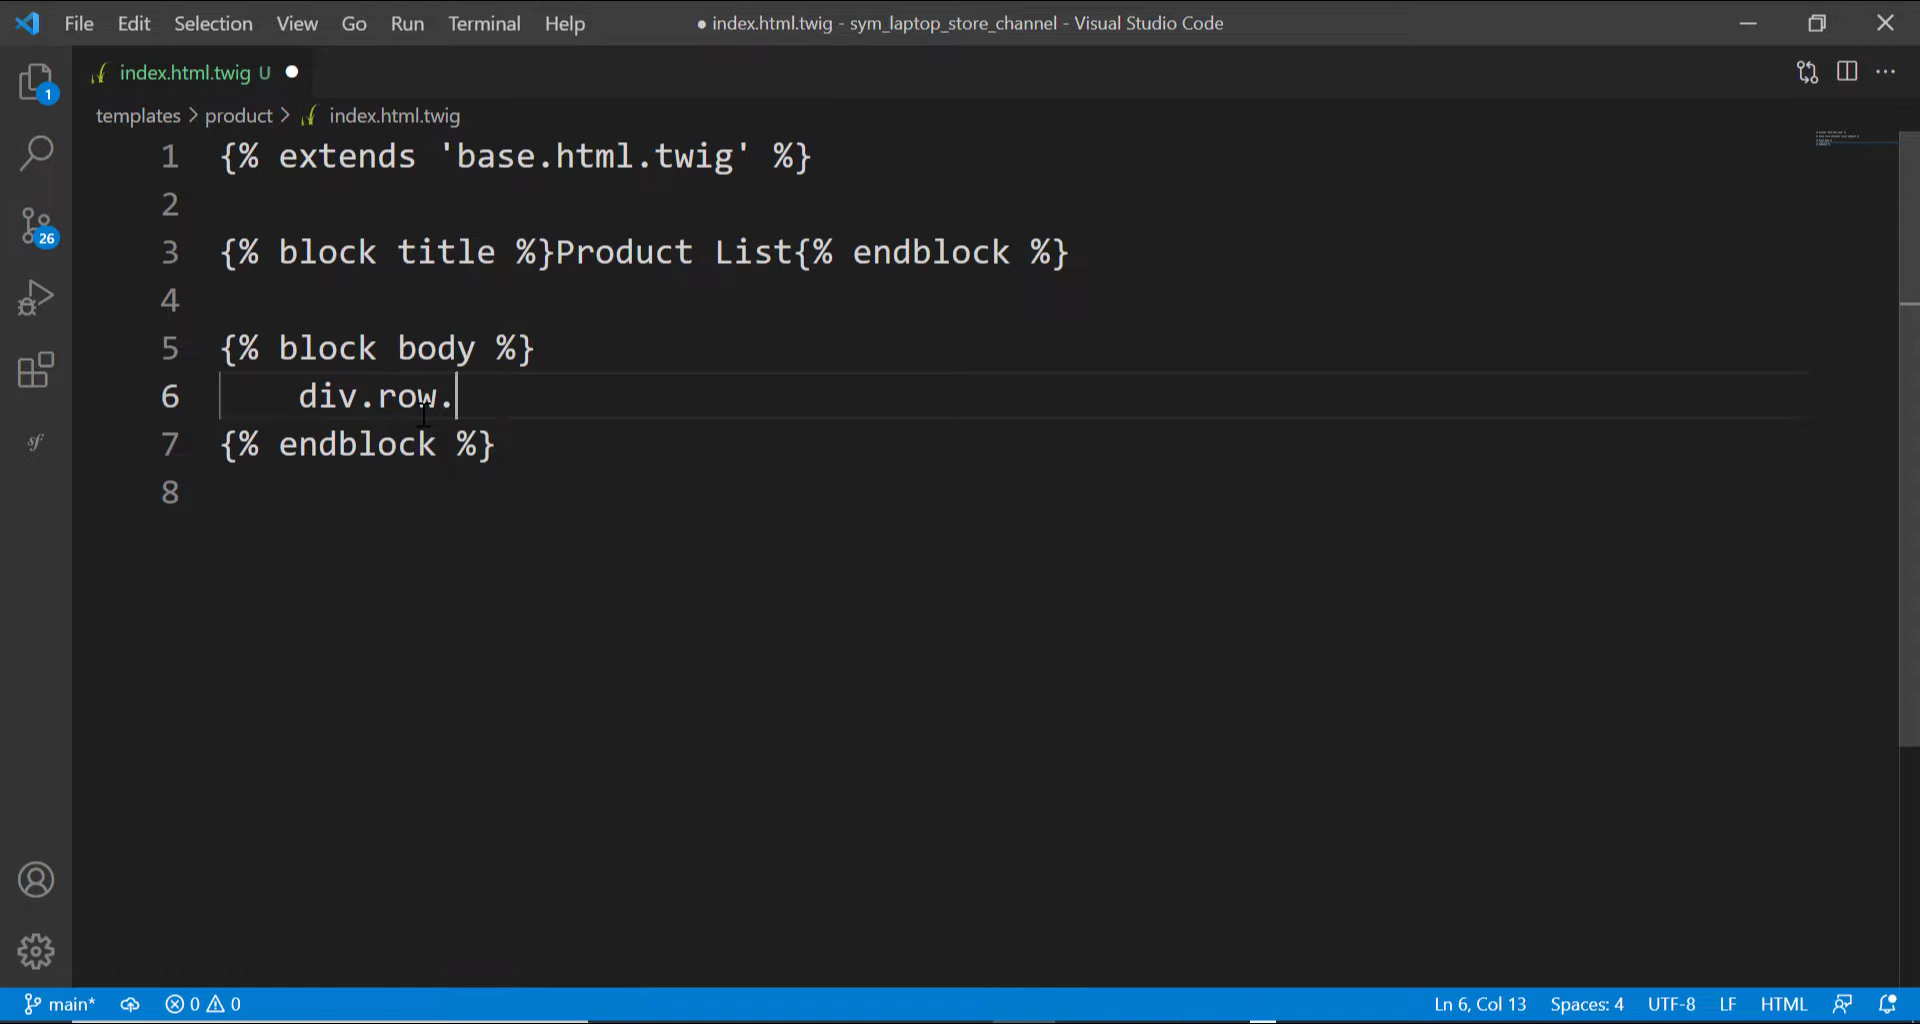 File Edit Selection View Go Run Terminal Help ● index.html.twig - sym_laptop_store_channel - Visual Studio Code
index.html.twig U
templates > product > index.html.twig
1
1 {% extends 'base.html.twig' %}
2
26
3 {% block title %}Product List{% endblock %}
4
5 {% block body %}
6 div.row.
sf
7 {% endblock %}
8
main* 0 0 Ln 6, Col 13 Spaces: 4 UTF-8 LF HTML